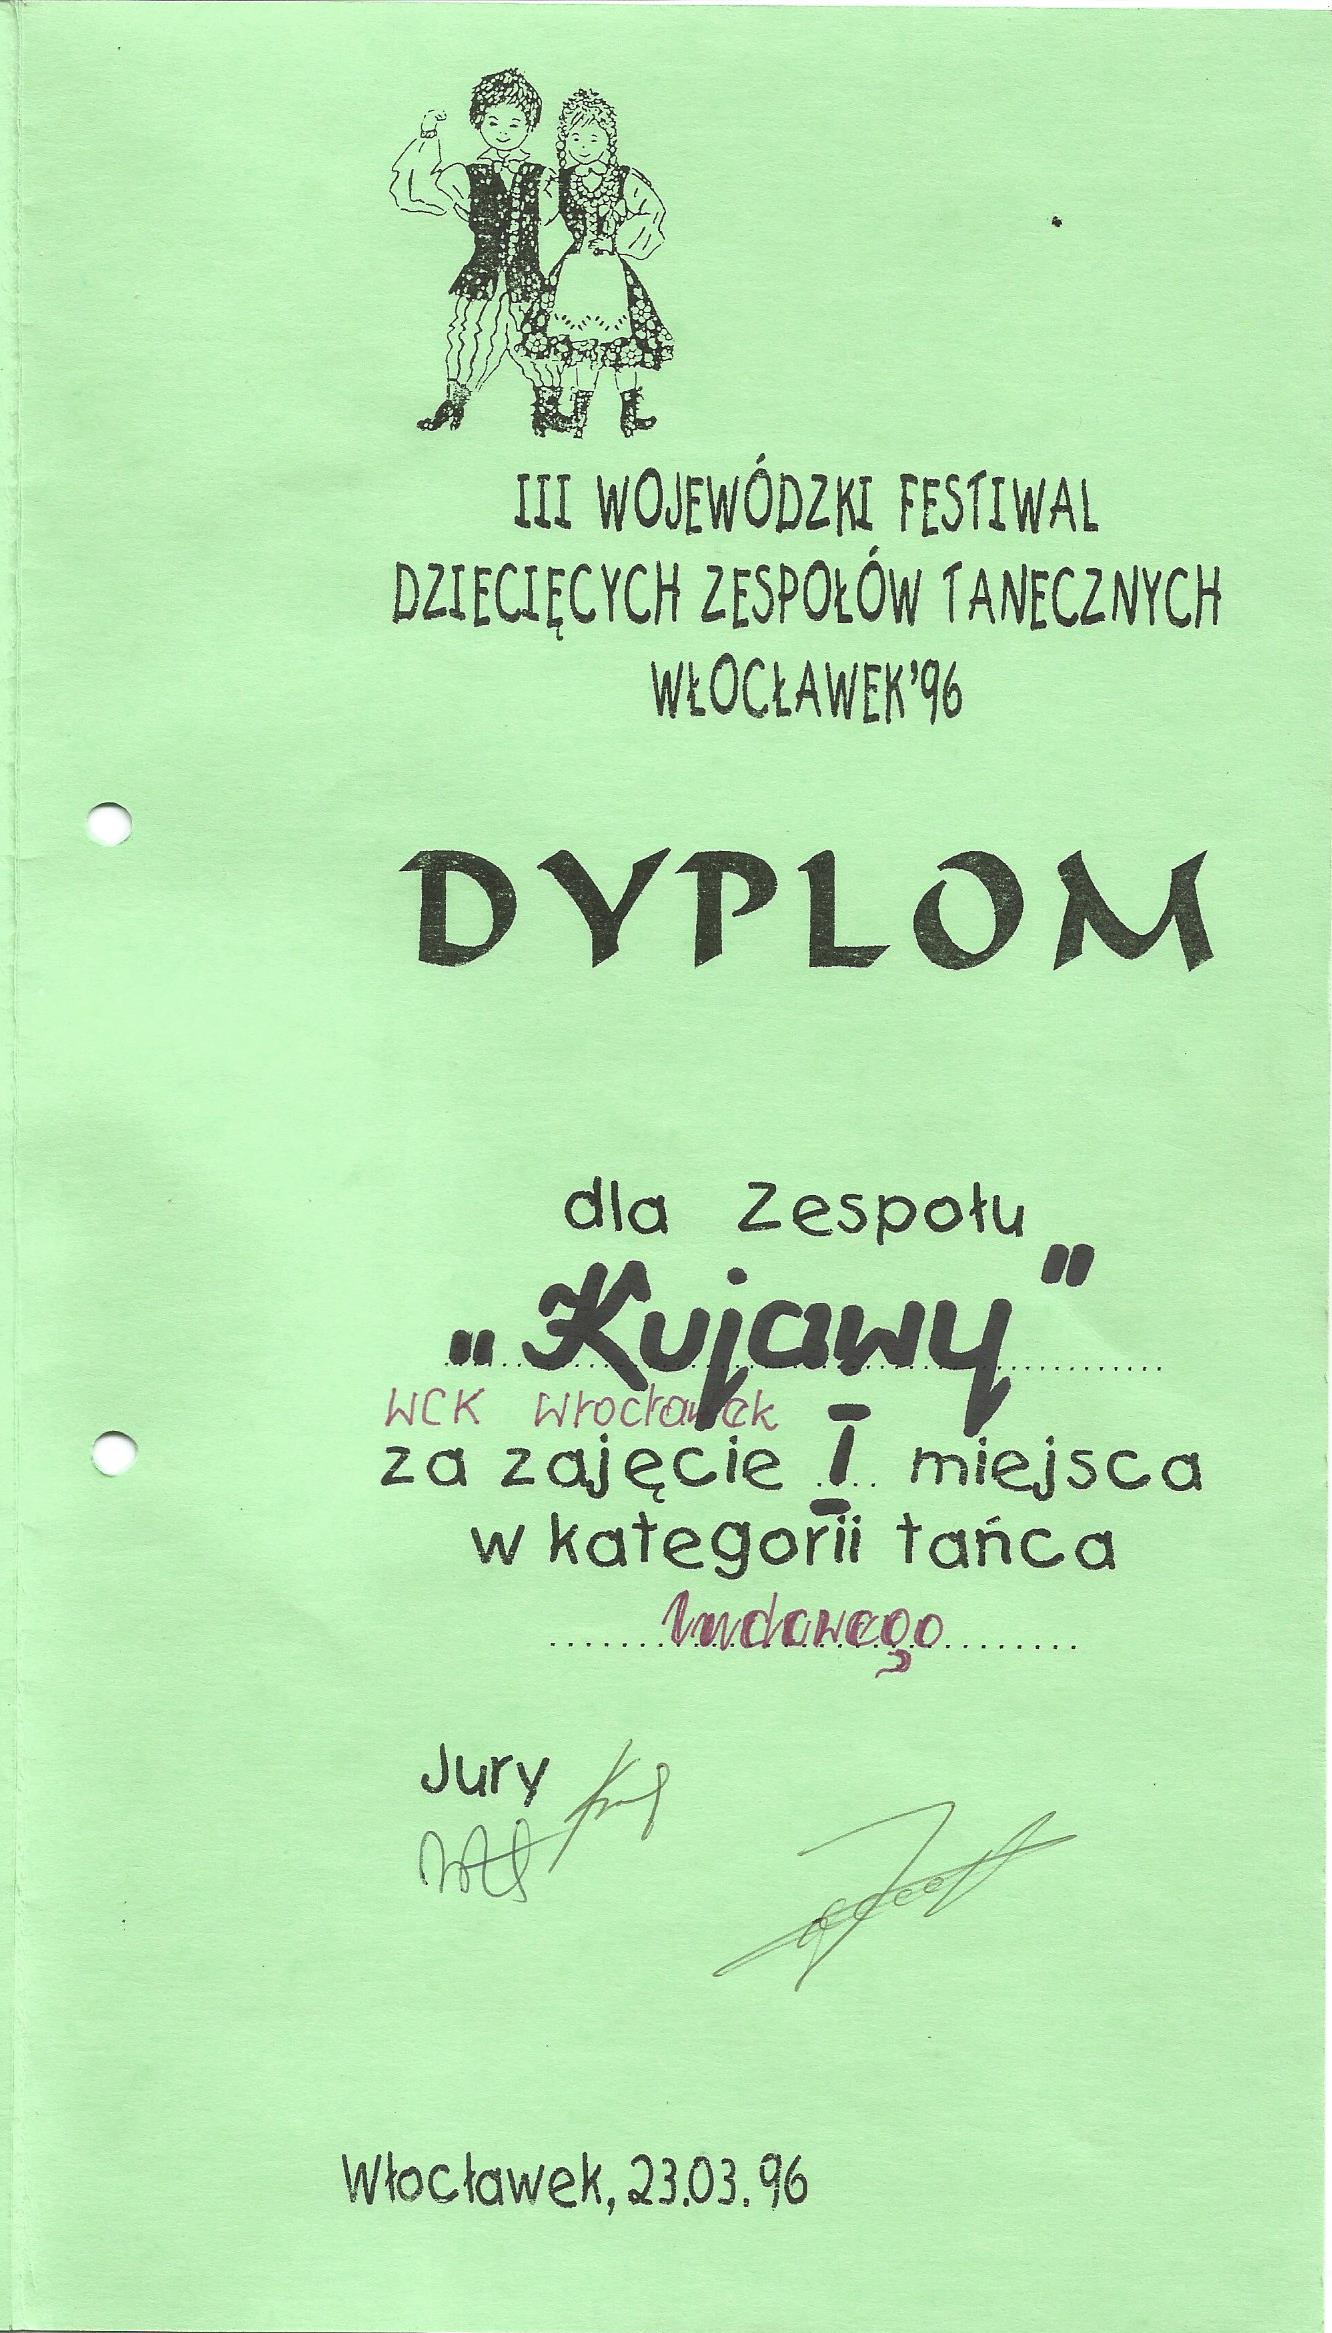 III WOJEWÓDZKI FESTIWAL
DZIECIĘCYCH ZESPOŁÓW TANECZNYCH
WŁOCŁAWEK'96
DYPLOM
dla Zespołu
„Kujawy"
WCK Włocławek
za zajęcie I miejsca
w kategorii tańca
ludowego
Jury
Włocławek, 23.03.96